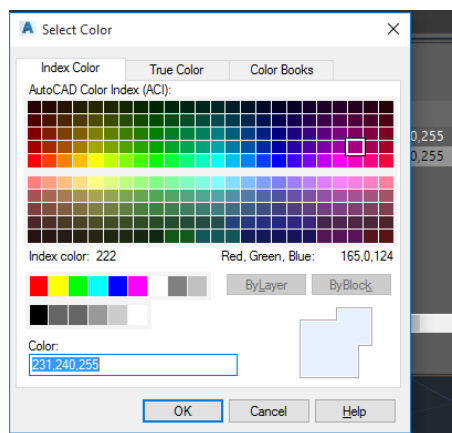 Select Color
Index Color True Color Color Books
AutoCAD Color Index (ACI):
0,255
0,255
Index color: 222 Red, Green, Blue: 165,0,124
ByLayer ByBlock
Color:
231,240,255
OK Cancel Help